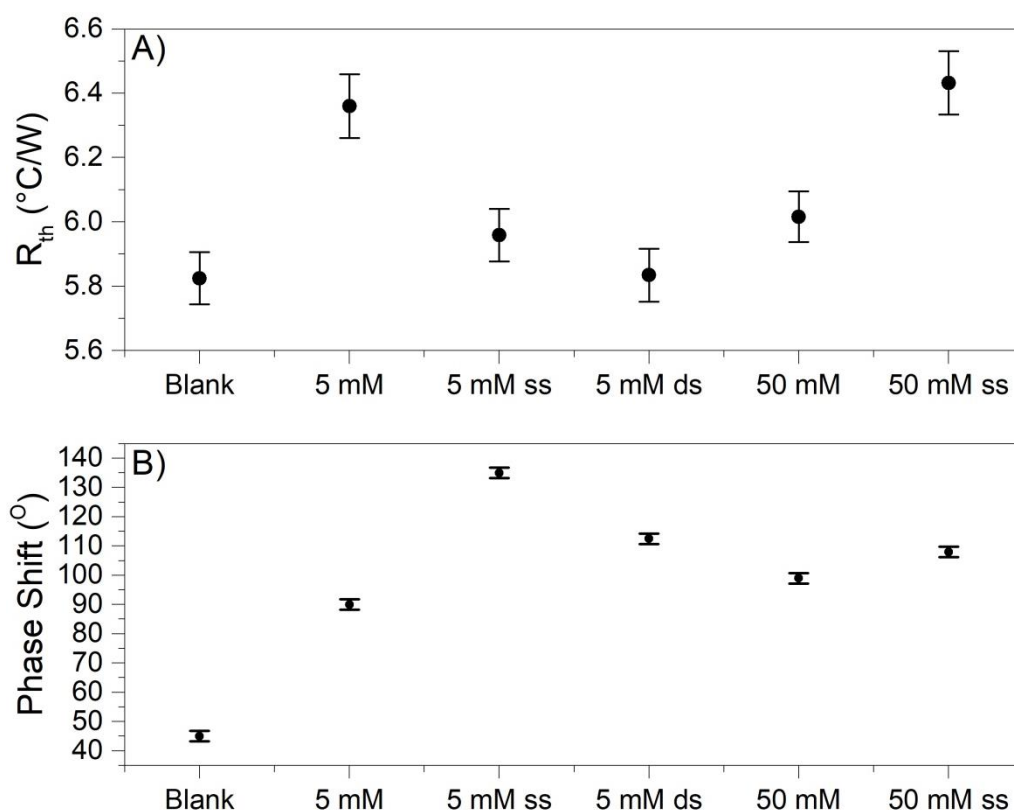 A)
R_th (°C/W)
6.6
6.4
6.2
6.0
5.8
5.6
Blank 5 mM 5 mM ss 5 mM ds 50 mM 50 mM ss
B)
Phase Shift (°)
140
130
120
110
100
90
80
70
60
50
40
Blank 5 mM 5 mM ss 5 mM ds 50 mM 50 mM ss